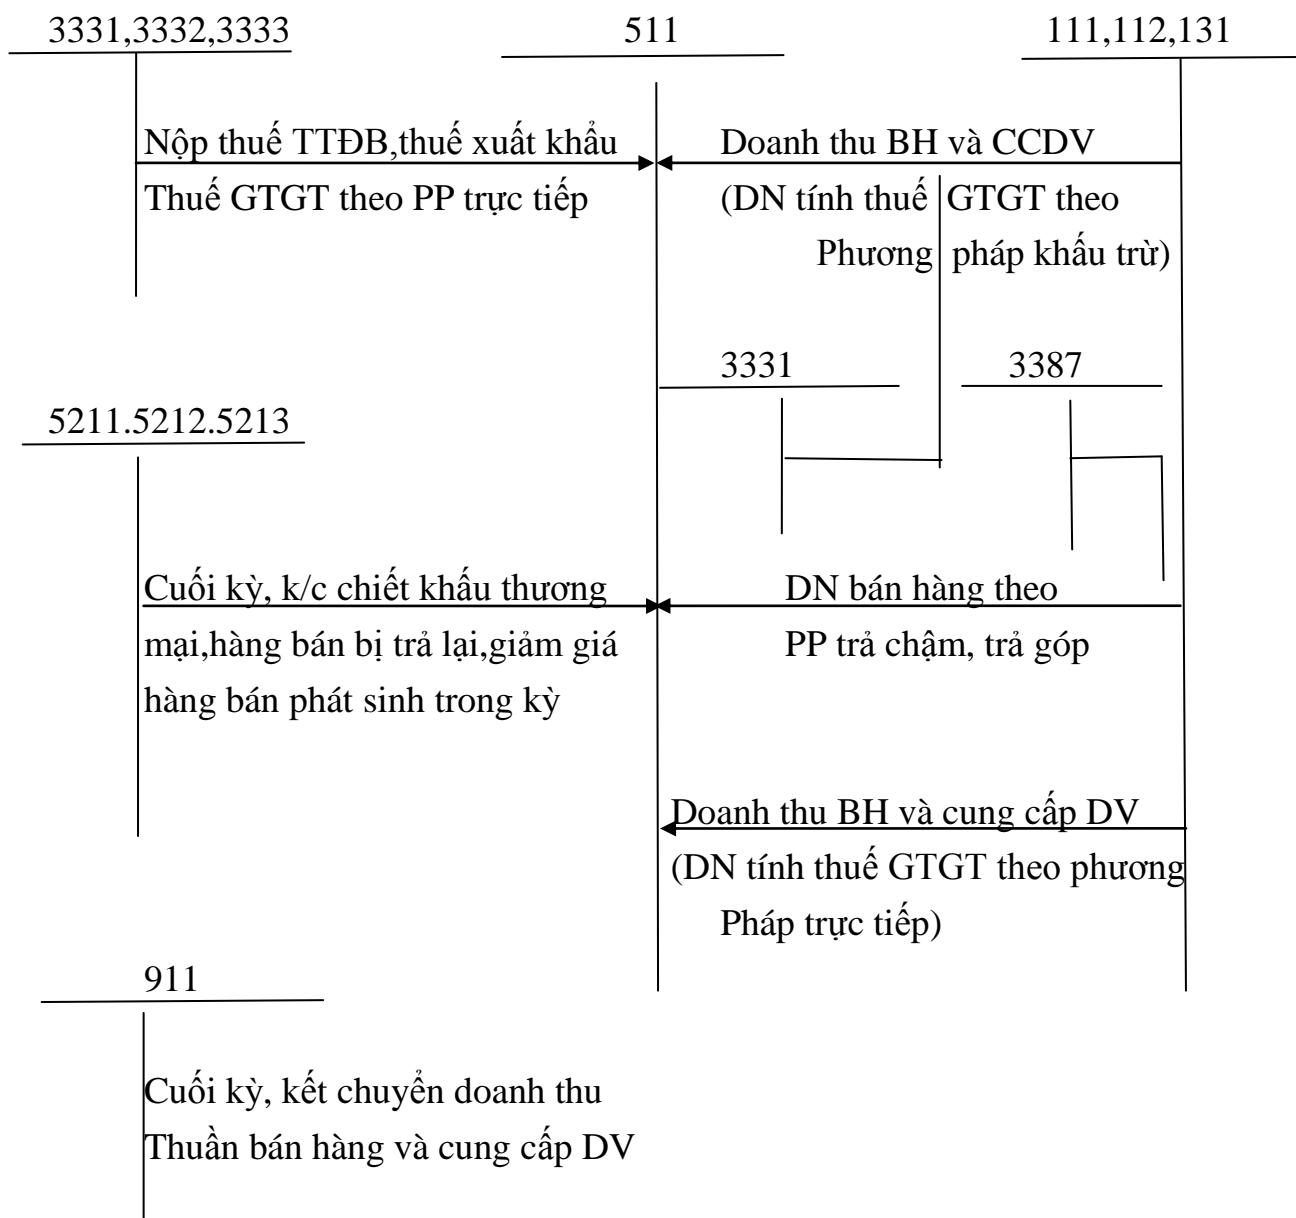 3331,3332,3333
511
111,112,131
Nộp thuế TTĐB,thuế xuất khẩu
Thuế GTGT theo PP trực tiếp
Doanh thu BH và CCDV
(DN tính thuế GTGT theo
Phương pháp khấu trừ)
3331
3387
5211.5212.5213
Cuối kỳ, k/c chiết khấu thương
mại,hàng bán bị trả lại,giảm giá
hàng bán phát sinh trong kỳ
DN bán hàng theo
PP trả chậm, trả góp
Doanh thu BH và cung cấp DV
(DN tính thuế GTGT theo phương
Pháp trực tiếp)
911
Cuối kỳ, kết chuyển doanh thu
Thuần bán hàng và cung cấp DV